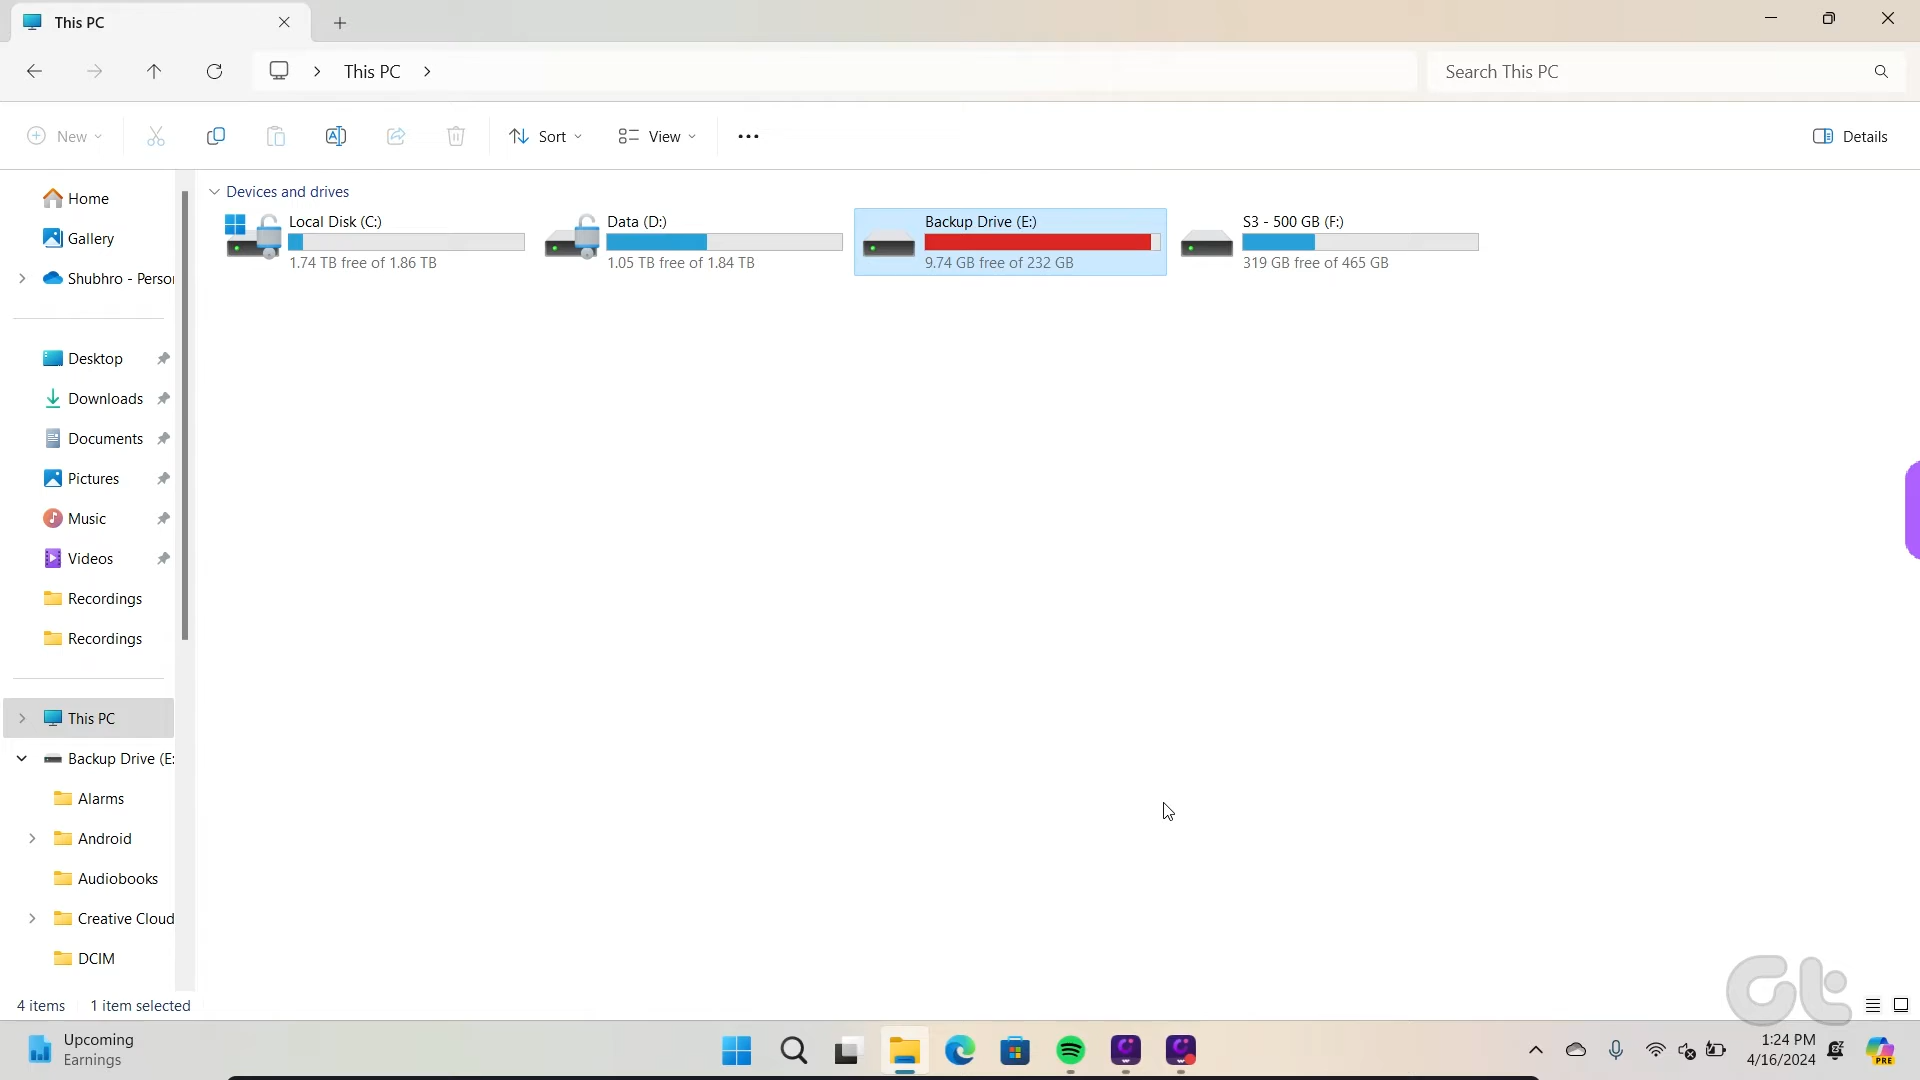 This PC
This PC
Search This PC
New
Sort
View
Details
Home
Gallery
Shubhro - Person
Desktop
Downloads
Documents
Pictures
Music
Videos
Recordings
Recordings
This PC
Backup Drive (E:
Alarms
Android
Audiobooks
Creative Cloud
DCIM
Devices and drives
Local Disk (C:)
1.74 TB free of 1.86 TB
Data (D:)
1.05 TB free of 1.84 TB
Backup Drive (E:)
9.74 GB free of 232 GB
S3 - 500 GB (F:)
319 GB free of 465 GB
4 items 1 item selected
Gt
Upcoming
Earnings
1:24 PM
4/16/2024
PRE